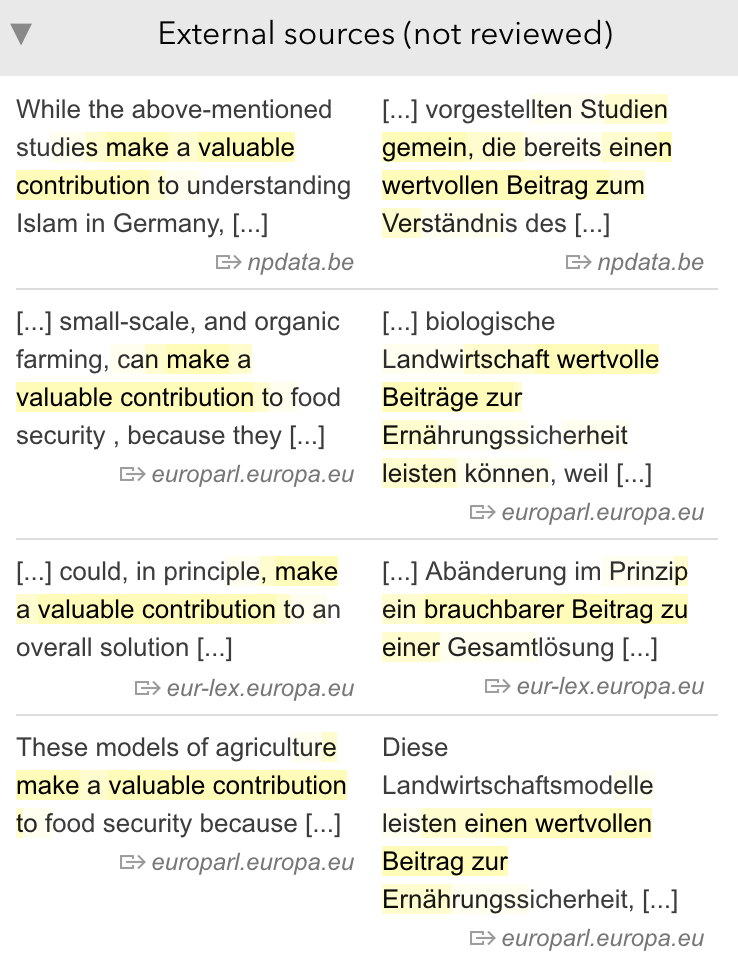 External sources (not reviewed)
While the above-mentioned
studies make a valuable
contribution to understanding
Islam in Germany, [...]
npdata.be
[...] vorgestellten Studien
gemein, die bereits einen
wertvollen Beitrag zum
Verständnis des [...]
npdata.be
[...] small-scale, and organic
farming, can make a
valuable contribution to food
security , because they [...]
europarl.europa.eu
[...] biologische
Landwirtschaft wertvolle
Beiträge zur
Ernährungssicherheit
leisten können, weil [...]
europarl.europa.eu
[...] could, in principle, make
a valuable contribution to an
overall solution [...]
eur-lex.europa.eu
[...] Abänderung im Prinzip
ein brauchbarer Beitrag zu
einer Gesamtlösung [...]
eur-lex.europa.eu
These models of agriculture
make a valuable contribution
to food security because [...]
europarl.europa.eu
Diese
Landwirtschaftsmodelle
leisten einen wertvollen
Beitrag zur
Ernährungssicherheit, [...]
europarl.europa.eu